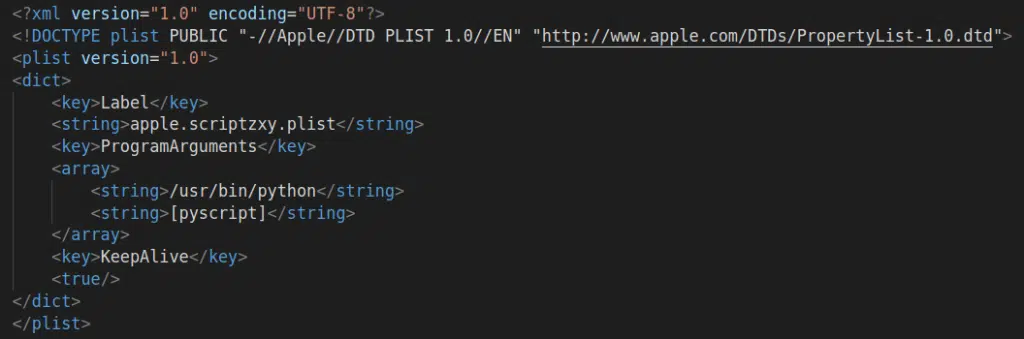 <?xml version="1.0" encoding="UTF-8"?>
<!DOCTYPE plist PUBLIC "-//Apple//DTD PLIST 1.0//EN" "http://www.apple.com/DTDs/PropertyList-1.0.dtd">
<plist version="1.0">
<dict>
    <key>Label</key>
    <string>apple.scriptzxy.plist</string>
    <key>ProgramArguments</key>
    <array>
        <string>/usr/bin/python</string>
        <string>[pyscript]</string>
    </array>
    <key>KeepAlive</key>
    <true/>
</dict>
</plist>